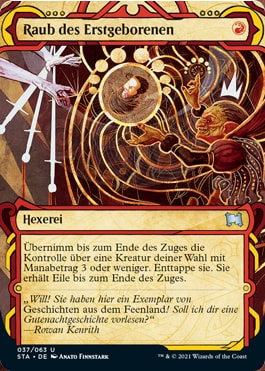 Raub des Erstgeborenen
Hexerei
Übernimm bis zum Ende des Zuges die
Kontrolle über eine Kreatur deiner Wahl mit
Manabetrag 3 oder weniger. Enttappe sie. Sie
erhält Eile bis zum Ende des Zuges.
„Will! Sie haben hier ein Exemplar von
Geschichten aus dem Feenland! Soll ich dir eine
Gutenachtgeschichte vorlesen?“
—Rowan Kenrith
037/063 U
STA • DE Anato Finnstark
™ & © 2021 Wizards of the Coast